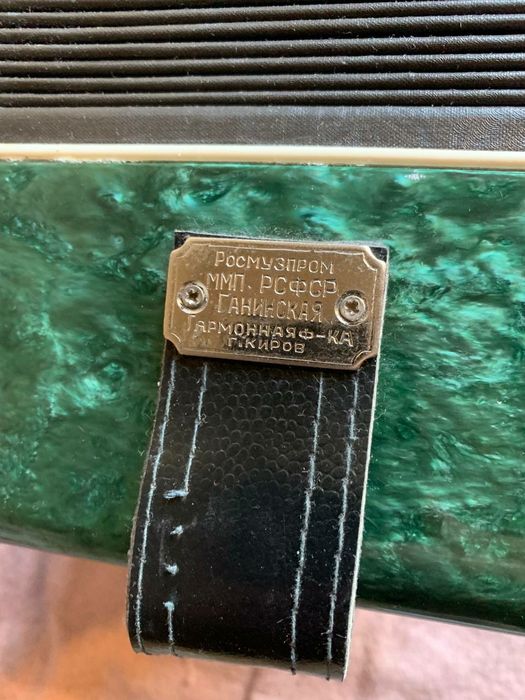 РОСМУЗПРОМ
ММП РСФСР
ГАНИНСКАЯ
ГАРМОННАЯ Ф-КА
Г.КИРОВ